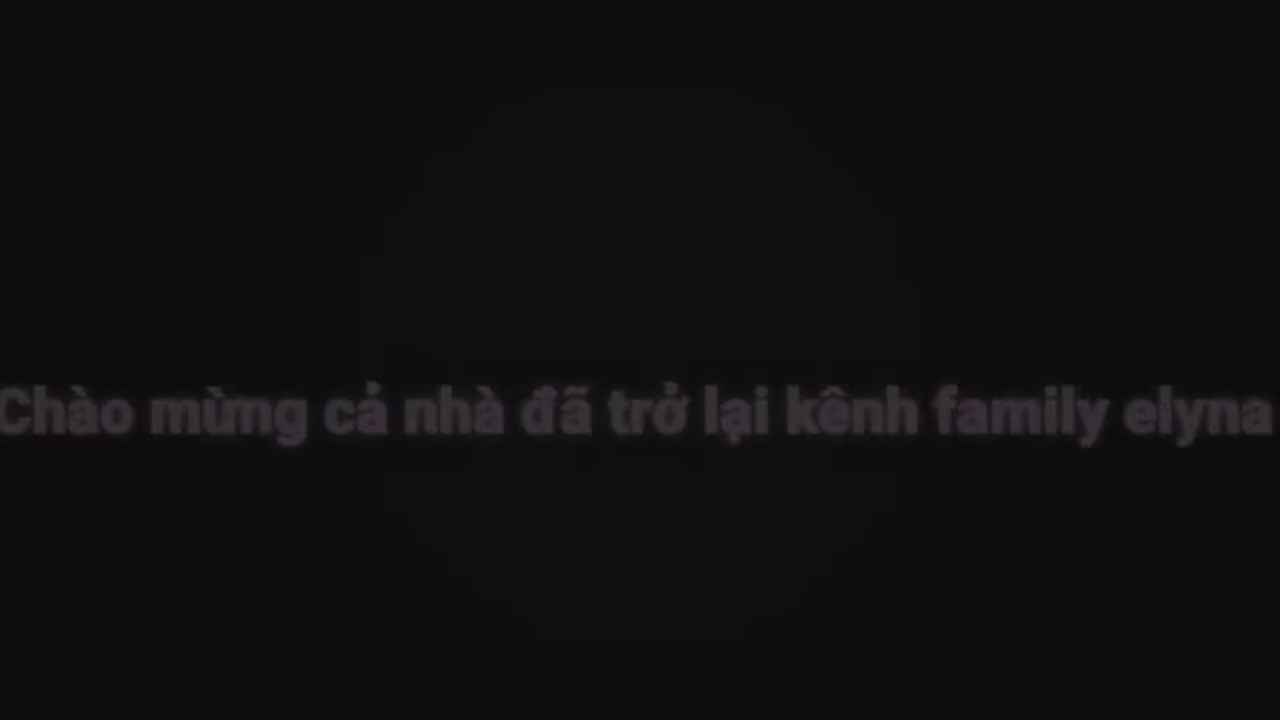 Chào mừng cả nhà đã trở lại kênh family elyna